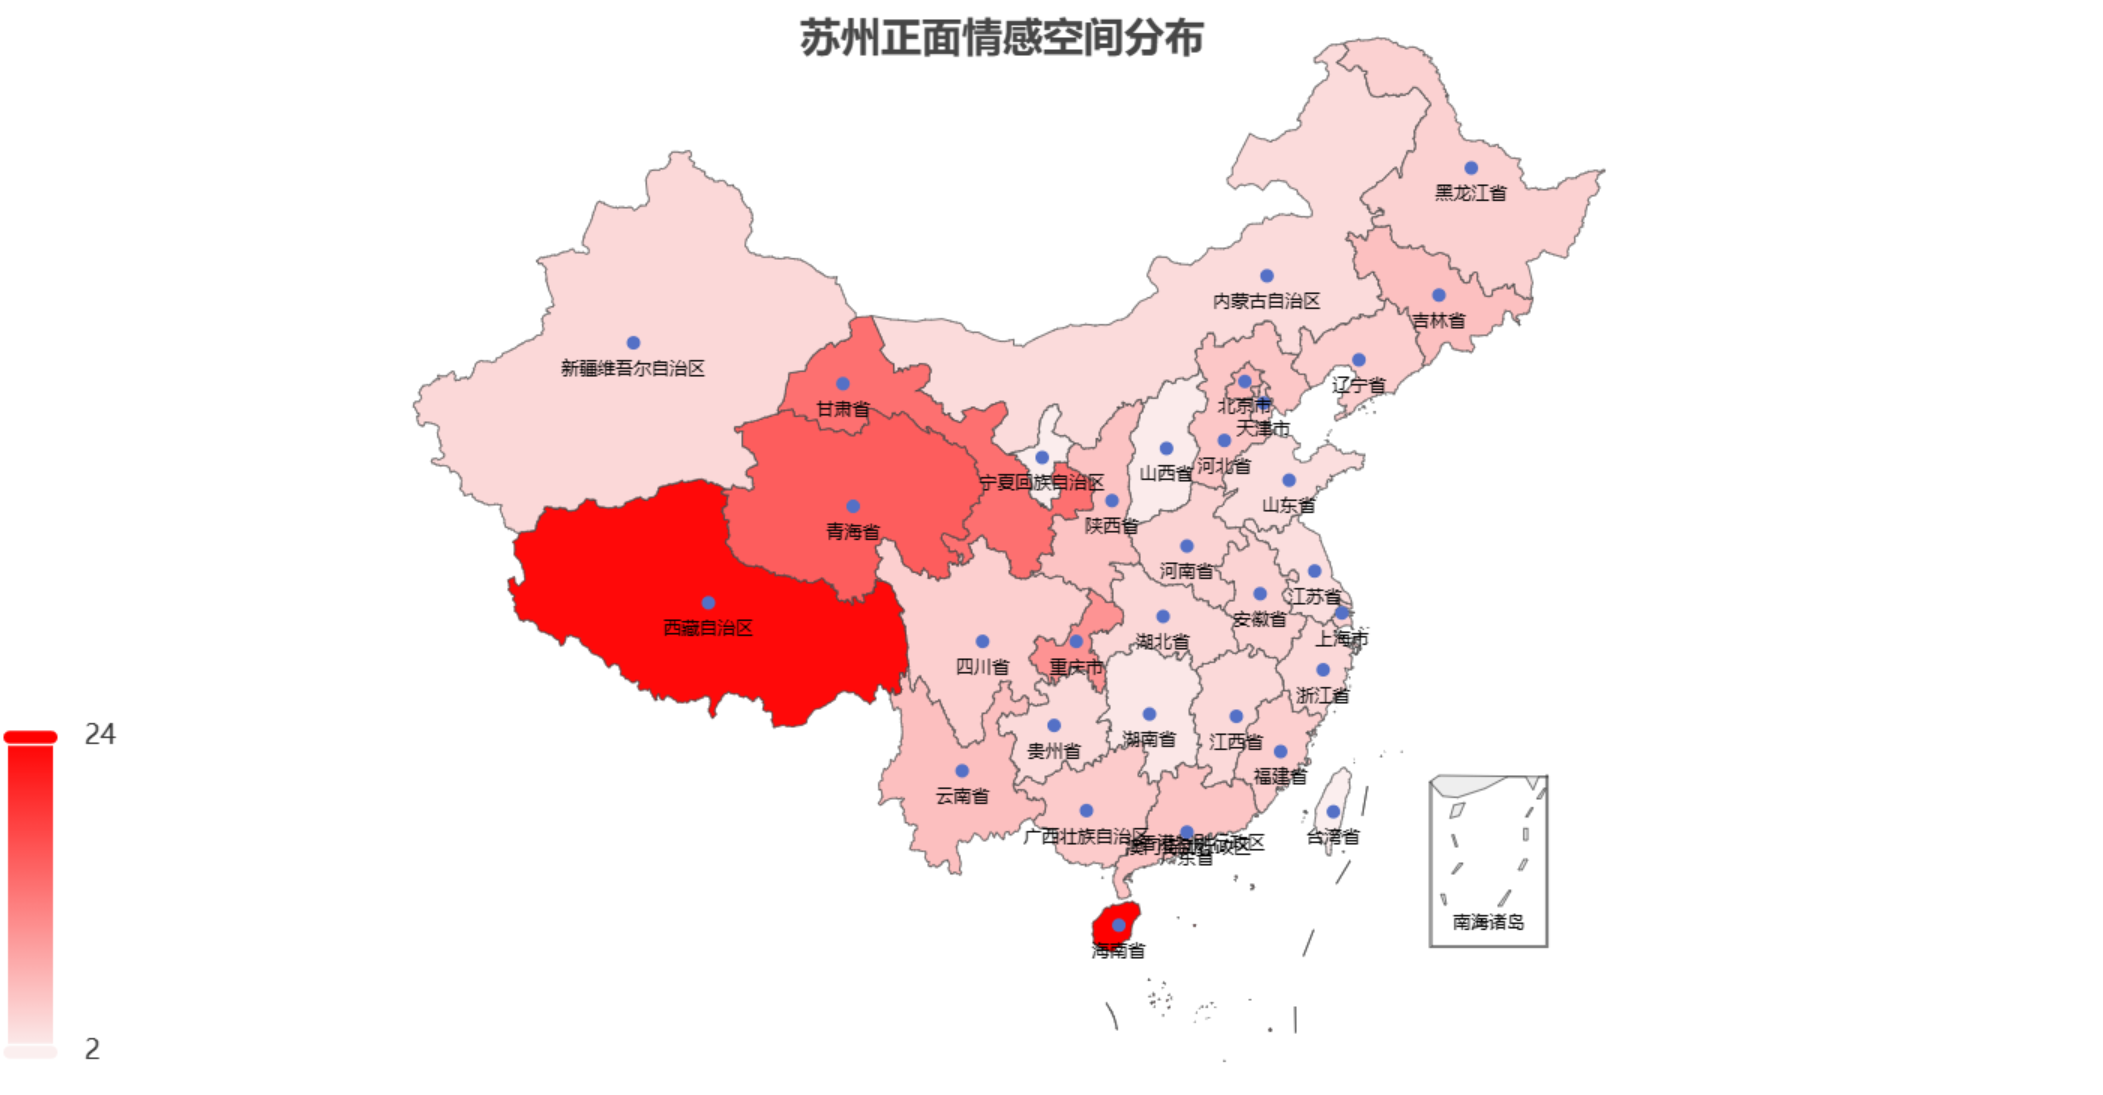 苏州正面情感空间分布
黑龙江省
内蒙古自治区
吉林省
新疆维吾尔自治区
辽宁省
甘肃省
北京市
天津市
宁夏回族自治区
山西省
河北省
山东省
陕西省
青海省
河南省
江苏省
安徽省
西藏自治区
上海市
湖北省
四川省
重庆市
浙江省
24
湖南省
江西省
贵州省
福建省
云南省
广西壮族自治区
台湾省
广东省
南海诸岛
海南省
2